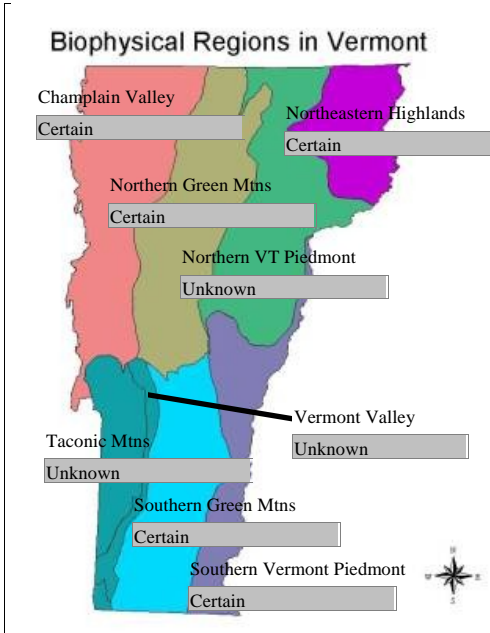 Biophysical Regions in Vermont
Champlain Valley
Certain
Northeastern Highlands
Certain
Northern Green Mtns
Certain
Northern VT Piedmont
Unknown
Vermont Valley
Unknown
Taconic Mtns
Unknown
Southern Green Mtns
Certain
Southern Vermont Piedmont
Certain
N
W E
S